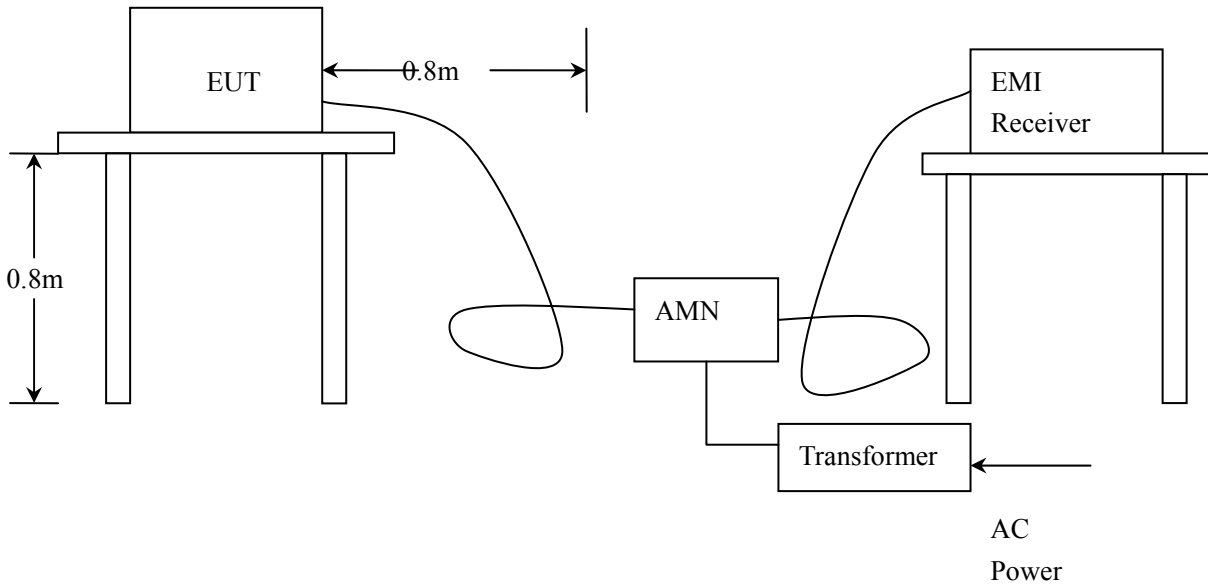 EUT
0.8m
EMI
Receiver
0.8m
AMN
Transformer
AC
Power